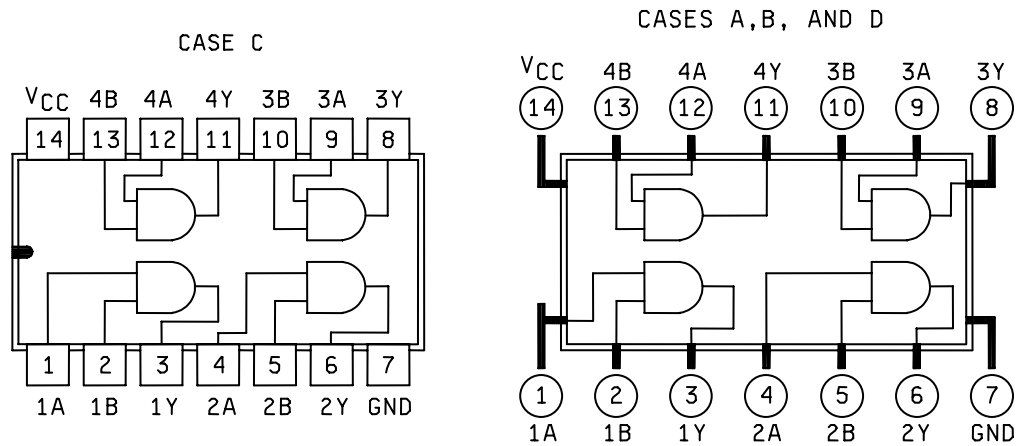 CASE C
VCC 4B 4A 4Y 3B 3A 3Y
14 13 12 11 10 9 8
1 2 3 4 5 6 7
1A 1B 1Y 2A 2B 2Y GND
CASES A,B, AND D
VCC 4B 4A 4Y 3B 3A 3Y
14 13 12 11 10 9 8
1 2 3 4 5 6 7
1A 1B 1Y 2A 2B 2Y GND